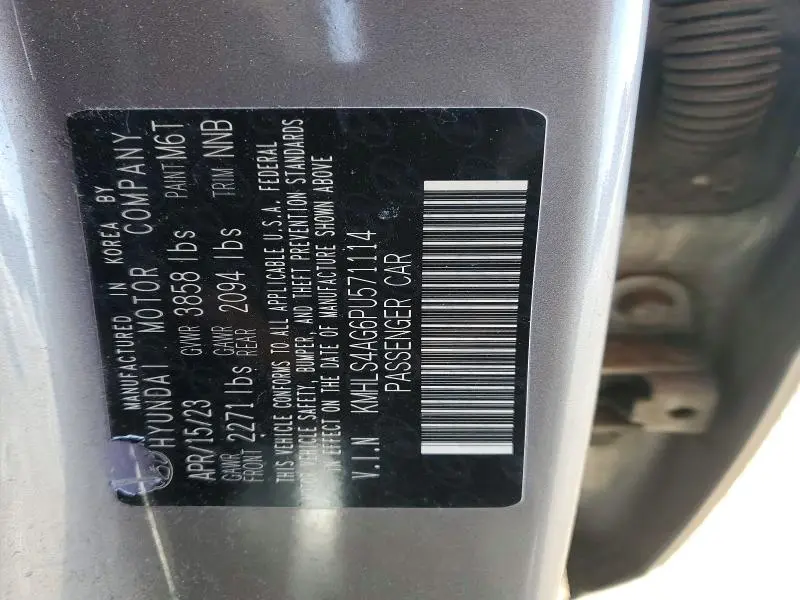 MANUFACTURED IN KOREA BY
HYUNDAI MOTOR COMPANY
APR/15/23 GVWR 3858 lbs PAINT M6T
GAWR FRONT 2271 lbs GAWR REAR 2094 lbs TRIM NNB
THIS VEHICLE CONFORMS TO ALL APPLICABLE U.S.A. FEDERAL
MOTOR VEHICLE SAFETY, BUMPER, AND THEFT PREVENTION STANDARDS
IN EFFECT ON THE DATE OF MANUFACTURE SHOWN ABOVE
V.I.N KMHLS4AG6PU571114
PASSENGER CAR